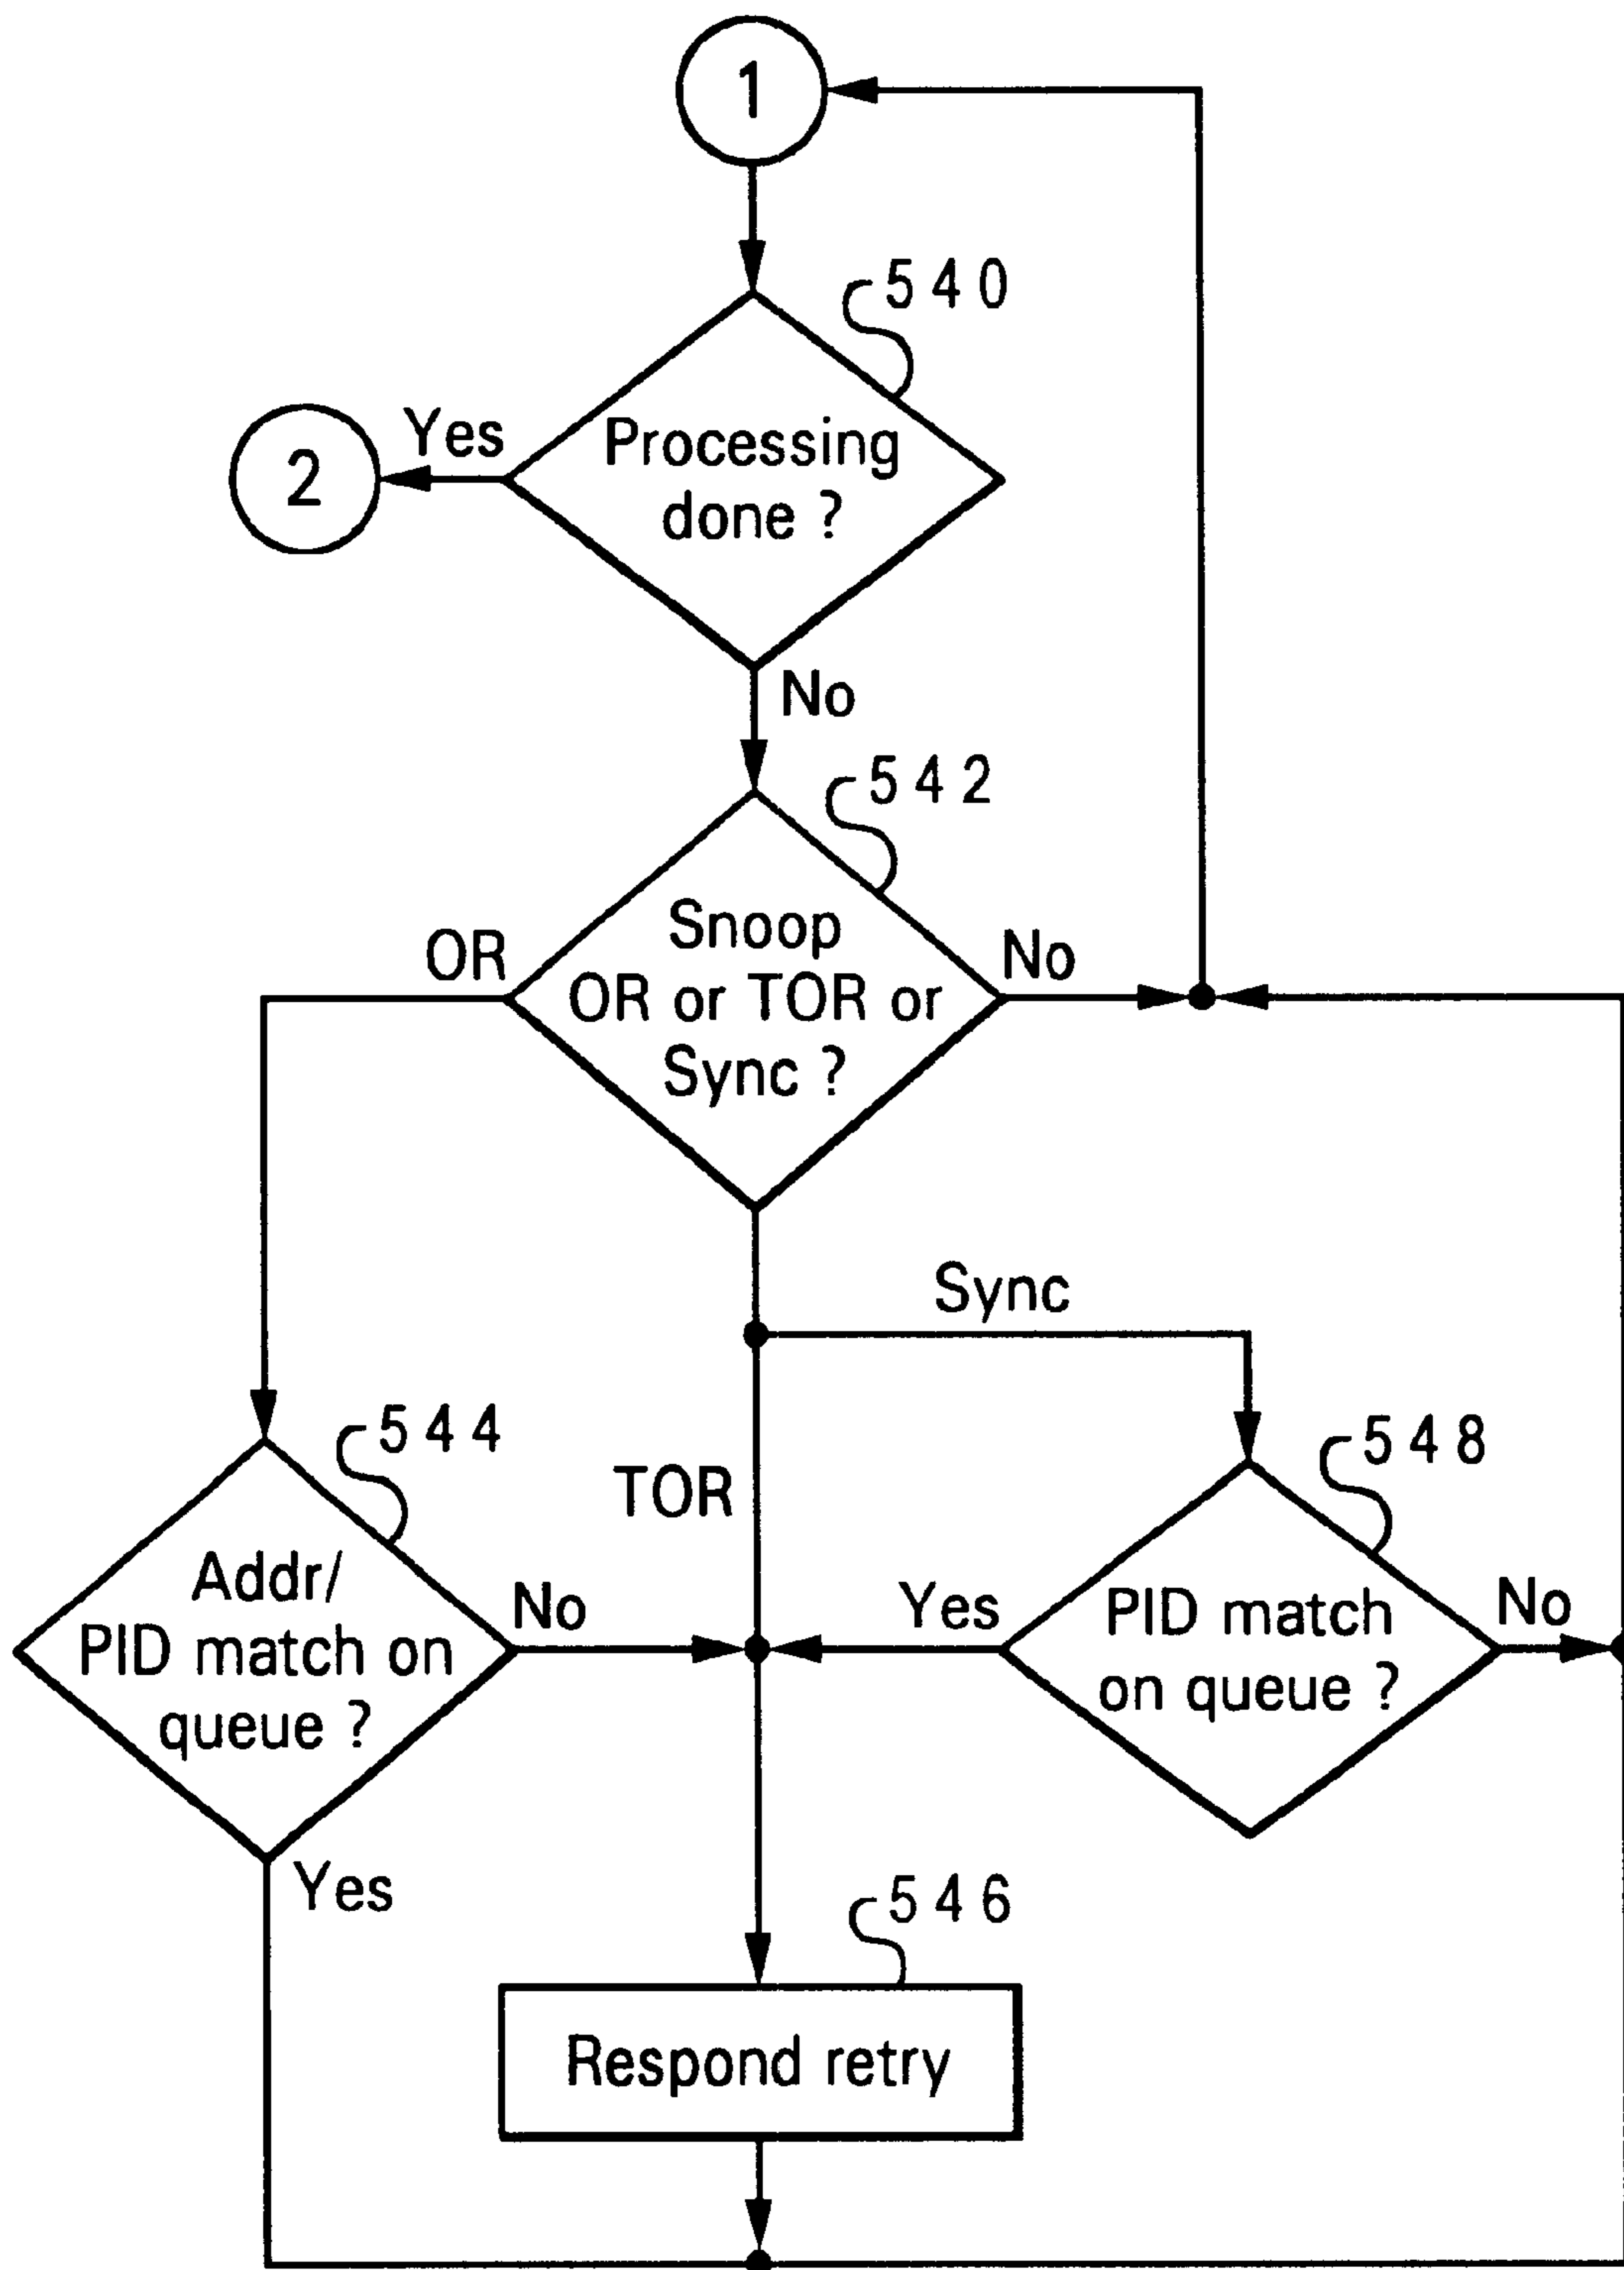 1
540
Yes
2
Processing
done ?
No
542
OR
Snoop
OR or TOR or
Sync ?
No
Sync
544
TOR
548
Addr/
PID match on
queue ?
No
Yes
PID match
on queue ?
No
Yes
546
Respond retry